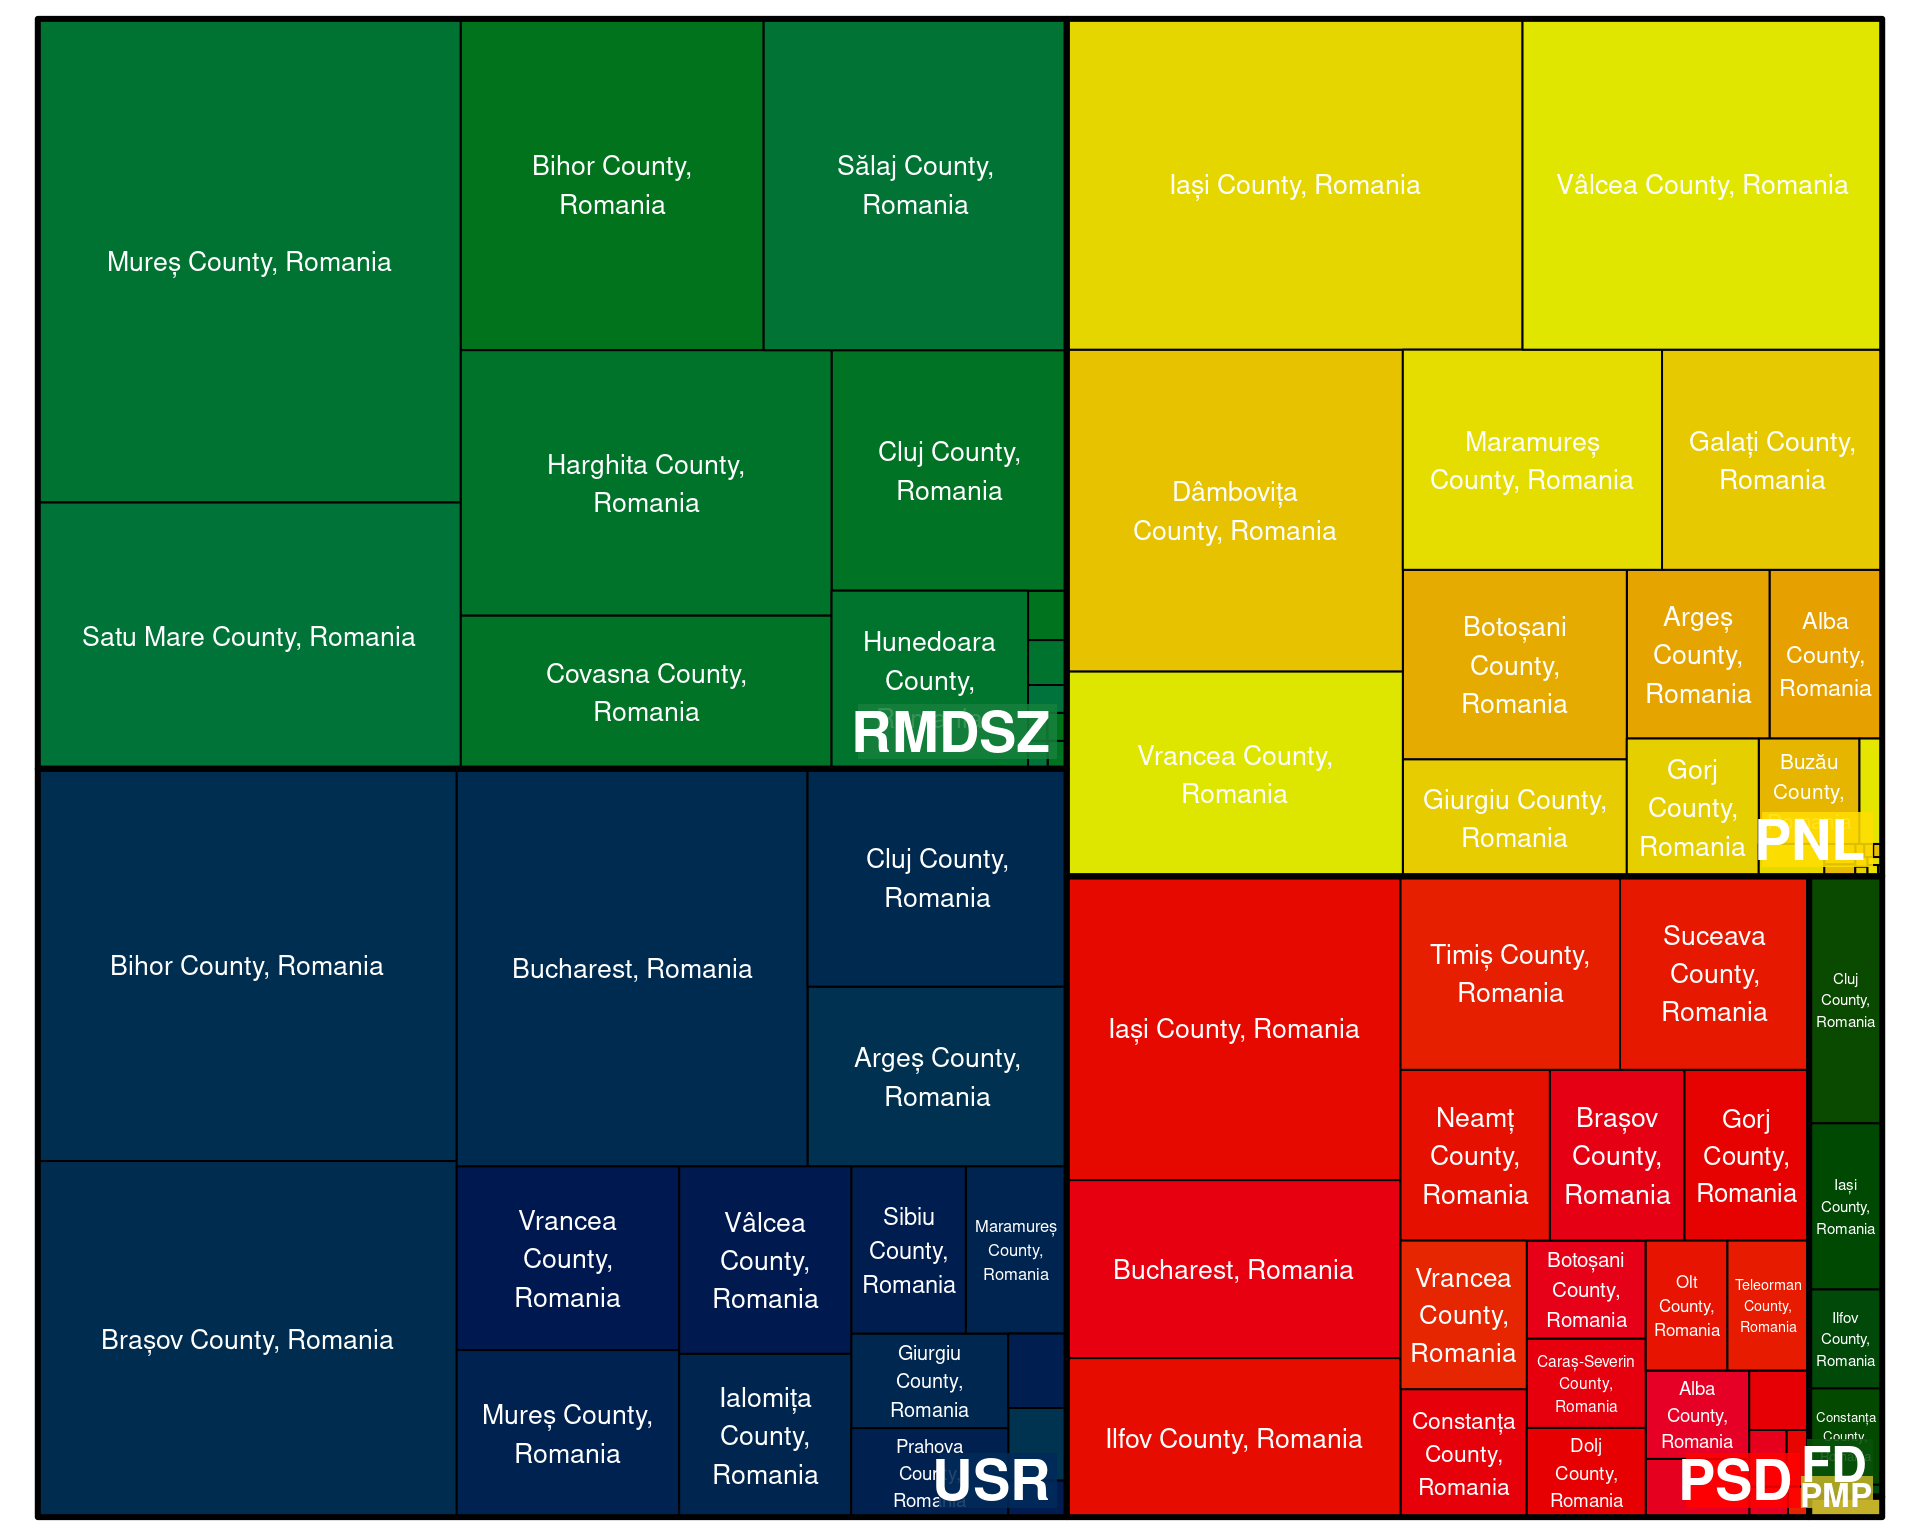 Mureș County, Romania
Satu Mare County, Romania
Bihor County,
Romania
Sălaj County,
Romania
Harghita County,
Romania
Cluj County,
Romania
Covasna County,
Romania
Hunedoara
County,
RMDSZ
Iași County, Romania
Vâlcea County, Romania
Dâmbovița
County, Romania
Maramureș
County, Romania
Galați County,
Romania
Vrancea County,
Romania
Botoșani
County,
Romania
Argeș
County,
Romania
Alba
County,
Romania
Giurgiu County,
Romania
Gorj
County,
Romania
Buzău
County,
PNL
Bihor County, Romania
Brașov County, Romania
Bucharest, Romania
Cluj County,
Romania
Argeș County,
Romania
Vrancea
County,
Romania
Vâlcea
County,
Romania
Sibiu
County,
Romania
Maramureș
County,
Romania
Mureș County,
Romania
Ialomița
County,
Romania
Giurgiu
County,
Romania
Prahova
County,
Romania
USR
Iași County, Romania
Bucharest, Romania
Ilfov County, Romania
Timiș County,
Romania
Suceava
County,
Romania
Neamț
County,
Romania
Brașov
County,
Romania
Gorj
County,
Romania
Vrancea
County,
Romania
Botoșani
County,
Romania
Olt
County,
Romania
Teleorman
County,
Romania
Caraș-Severin
County,
Romania
Constanța
County,
Romania
Dolj
County,
Romania
Alba
County,
Romania
PSD
Cluj
County,
Romania
Iași
County,
Romania
Ilfov
County,
Romania
Constanța
County,
FD
PMP